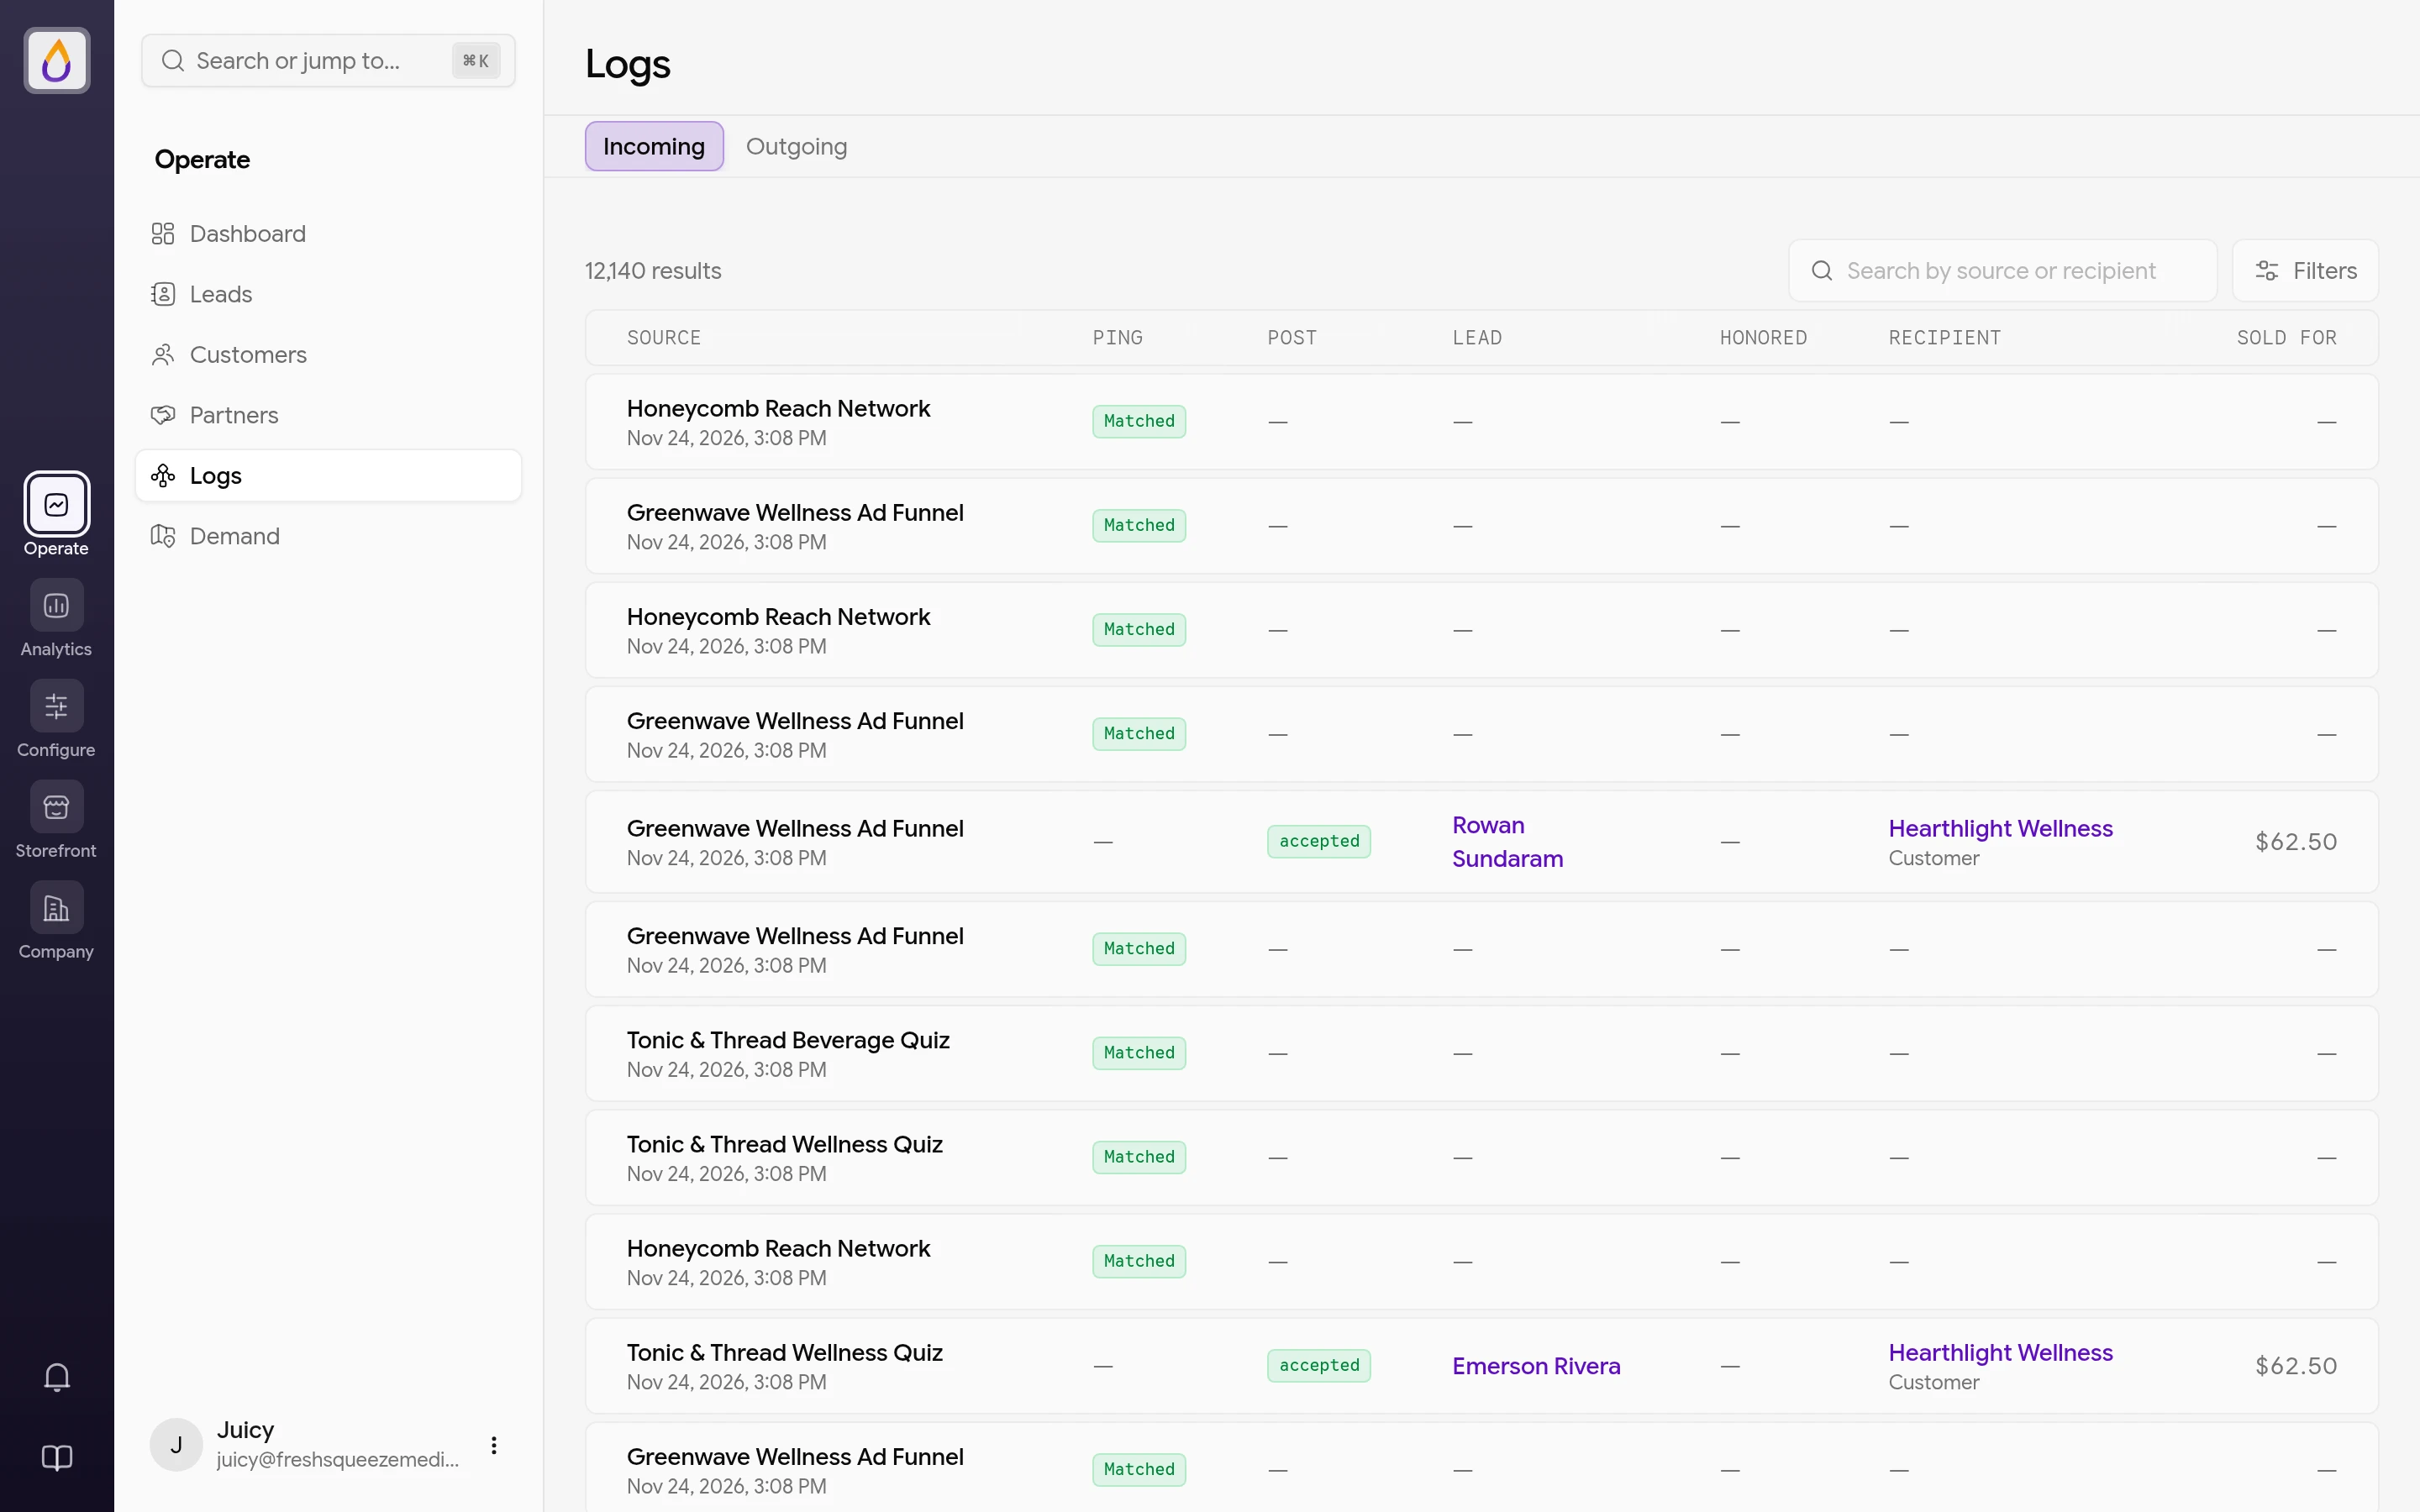 Search or jump to...
⌘K
Operate
Dashboard
Leads
Customers
Partners
Logs
Demand
Operate
Analytics
Configure
Storefront
Company
J
Juicy
juicy@freshsqueezemedi...
Logs
Incoming
Outgoing
12,140 results
Search by source or recipient
Filters
SOURCE PING POST LEAD HONORED RECIPIENT SOLD FOR
Honeycomb Reach Network
Nov 24, 2026, 3:08 PM
Matched — — — — —
Greenwave Wellness Ad Funnel
Nov 24, 2026, 3:08 PM
Matched — — — — —
Honeycomb Reach Network
Nov 24, 2026, 3:08 PM
Matched — — — — —
Greenwave Wellness Ad Funnel
Nov 24, 2026, 3:08 PM
Matched — — — — —
Greenwave Wellness Ad Funnel
Nov 24, 2026, 3:08 PM
— accepted
Rowan
Sundaram
—
Hearthlight Wellness
Customer
$62.50
Greenwave Wellness Ad Funnel
Nov 24, 2026, 3:08 PM
Matched — — — — —
Tonic & Thread Beverage Quiz
Nov 24, 2026, 3:08 PM
Matched — — — — —
Tonic & Thread Wellness Quiz
Nov 24, 2026, 3:08 PM
Matched — — — — —
Honeycomb Reach Network
Nov 24, 2026, 3:08 PM
Matched — — — — —
Tonic & Thread Wellness Quiz
Nov 24, 2026, 3:08 PM
— accepted
Emerson Rivera
—
Hearthlight Wellness
Customer
$62.50
Greenwave Wellness Ad Funnel
Nov 24, 2026, 3:08 PM
Matched — — — — —